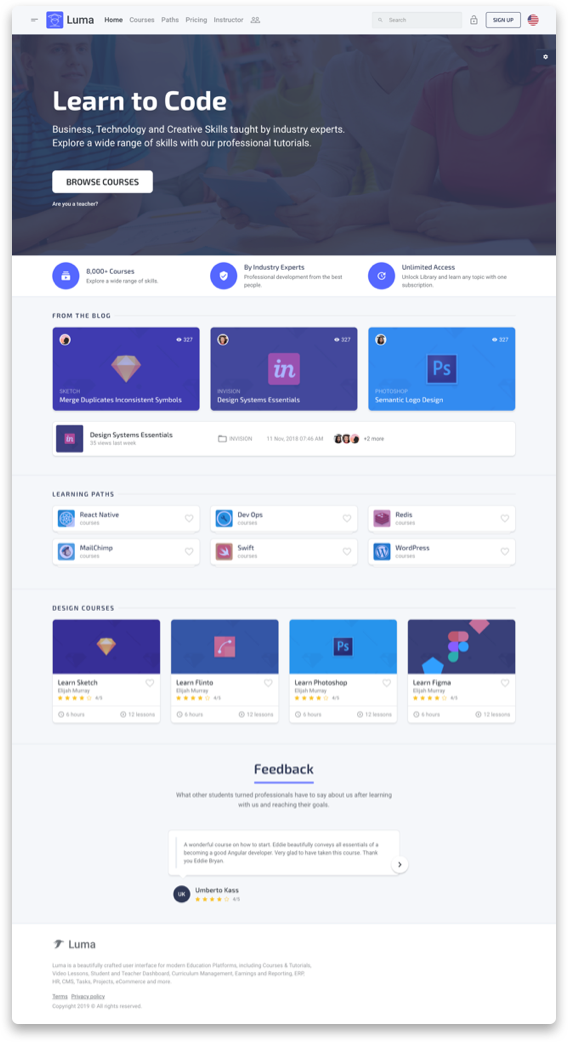 Luma Home Courses Paths Pricing Instructor Search SIGN UP
Learn to Code
Business, Technology and Creative Skills taught by industry experts.
Explore a wide range of skills with our professional tutorials.
BROWSE COURSES
Are you a teacher?
8,000+ Courses
Explore a wide range of skills.
By Industry Experts
Professional development from the best
people.
Unlimited Access
Unlock Library and learn any topic with one
subscription.
FROM THE BLOG
327
SKETCH
Merge Duplicates Inconsistent Symbols
327
in
INVISION
Design Systems Essentials
327
Ps
PHOTOSHOP
Semantic Logo Design
in
Design Systems Essentials
35 views last week
INVISION
11 Nov, 2018 07:46 AM
+2 more
LEARNING PATHS
React Native
courses
Dev Ops
courses
Redis
courses
MailChimp
courses
Swift
courses
WordPress
courses
DESIGN COURSES
Learn Sketch
Elijah Murray
4/5
6 hours 12 lessons
Learn Flinto
Elijah Murray
4/5
6 hours 12 lessons
Ps
Learn Photoshop
Elijah Murray
4/5
6 hours 12 lessons
Learn Figma
Elijah Murray
4/5
6 hours 12 lessons
Feedback
What other students turned professionals have to say about us after learning
with us and reaching their goals.
A wonderful course on how to start. Eddie beautifully conveys all essentials of a
becoming a good Angular developer. Very glad to have taken this course. Thank
you Eddie Bryan.
UK
Umberto Kass
4/5
Luma
Luma is a beautifully crafted user interface for modern Education Platforms, including Courses & Tutorials,
Video Lessons, Student and Teacher Dashboard, Curriculum Management, Earnings and Reporting, ERP,
HR, CMS, Tasks, Projects, eCommerce and more.
Terms Privacy policy
Copyright 2019 © All rights reserved.